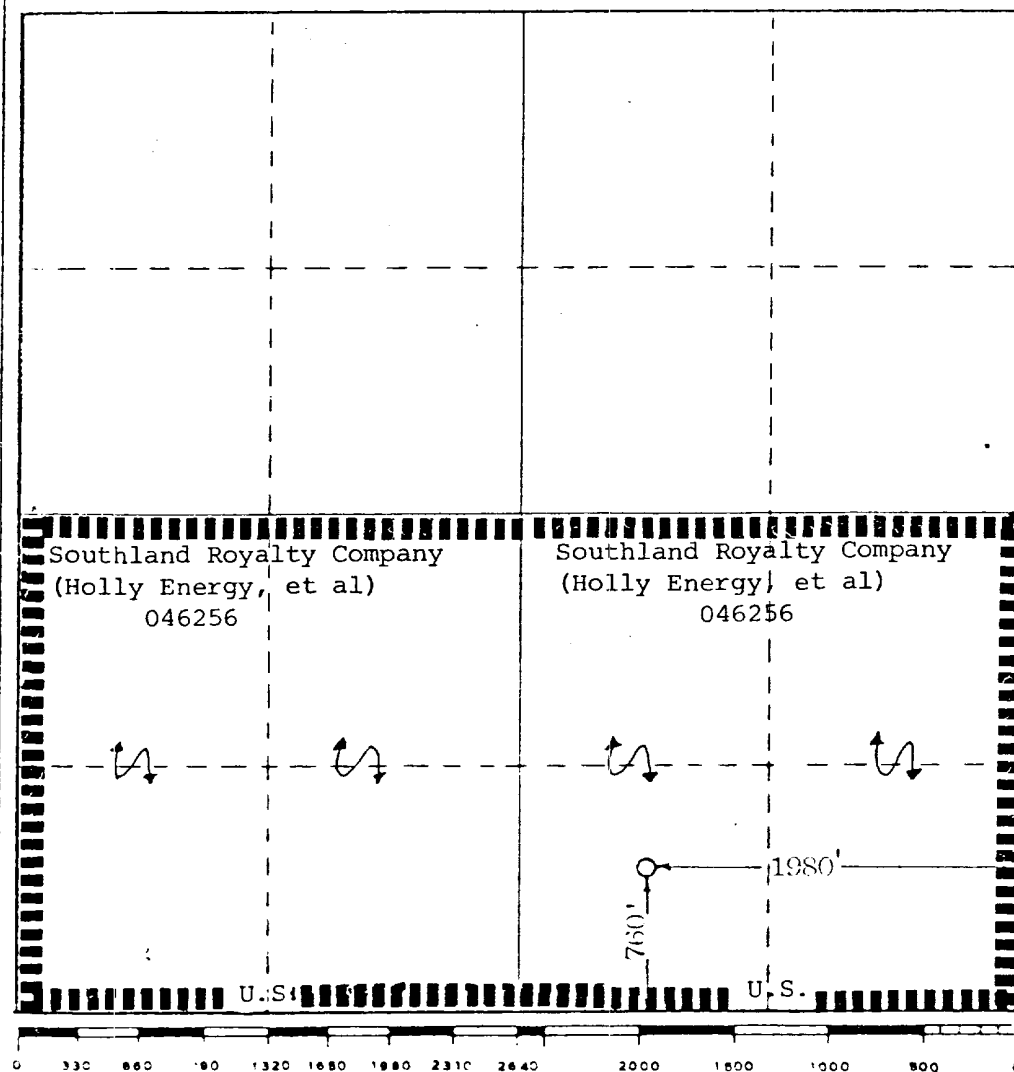 Southland Royalty Company
(Holly Energy, et al)
046256
Southland Royalty Company
(Holly Energy, et al)
046256
1980'
760'
U.S.
U.S.
0 330 660 1320 1650 1980 2310 2640 2000 1500 1000 500